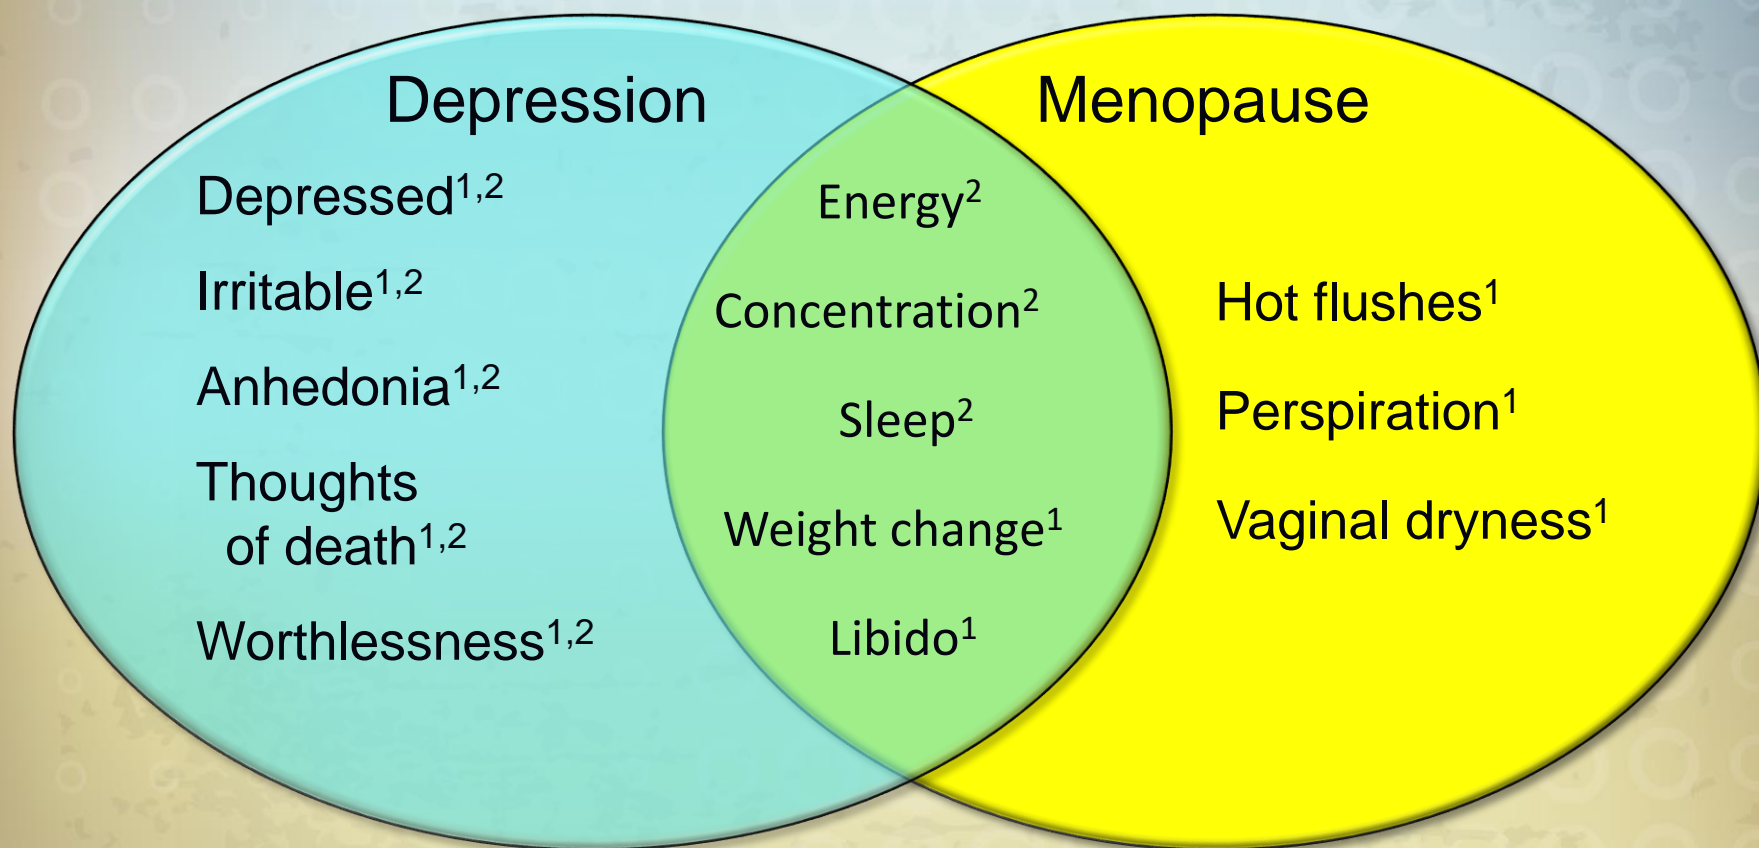 Depression
Depressed1,2
Irritable1,2
Anhedonia1,2
Thoughts
of death1,2
Worthlessness1,2
Energy2
Concentration2
Sleep2
Weight change1
Libido1
Menopause
Hot flushes1
Perspiration1
Vaginal dryness1